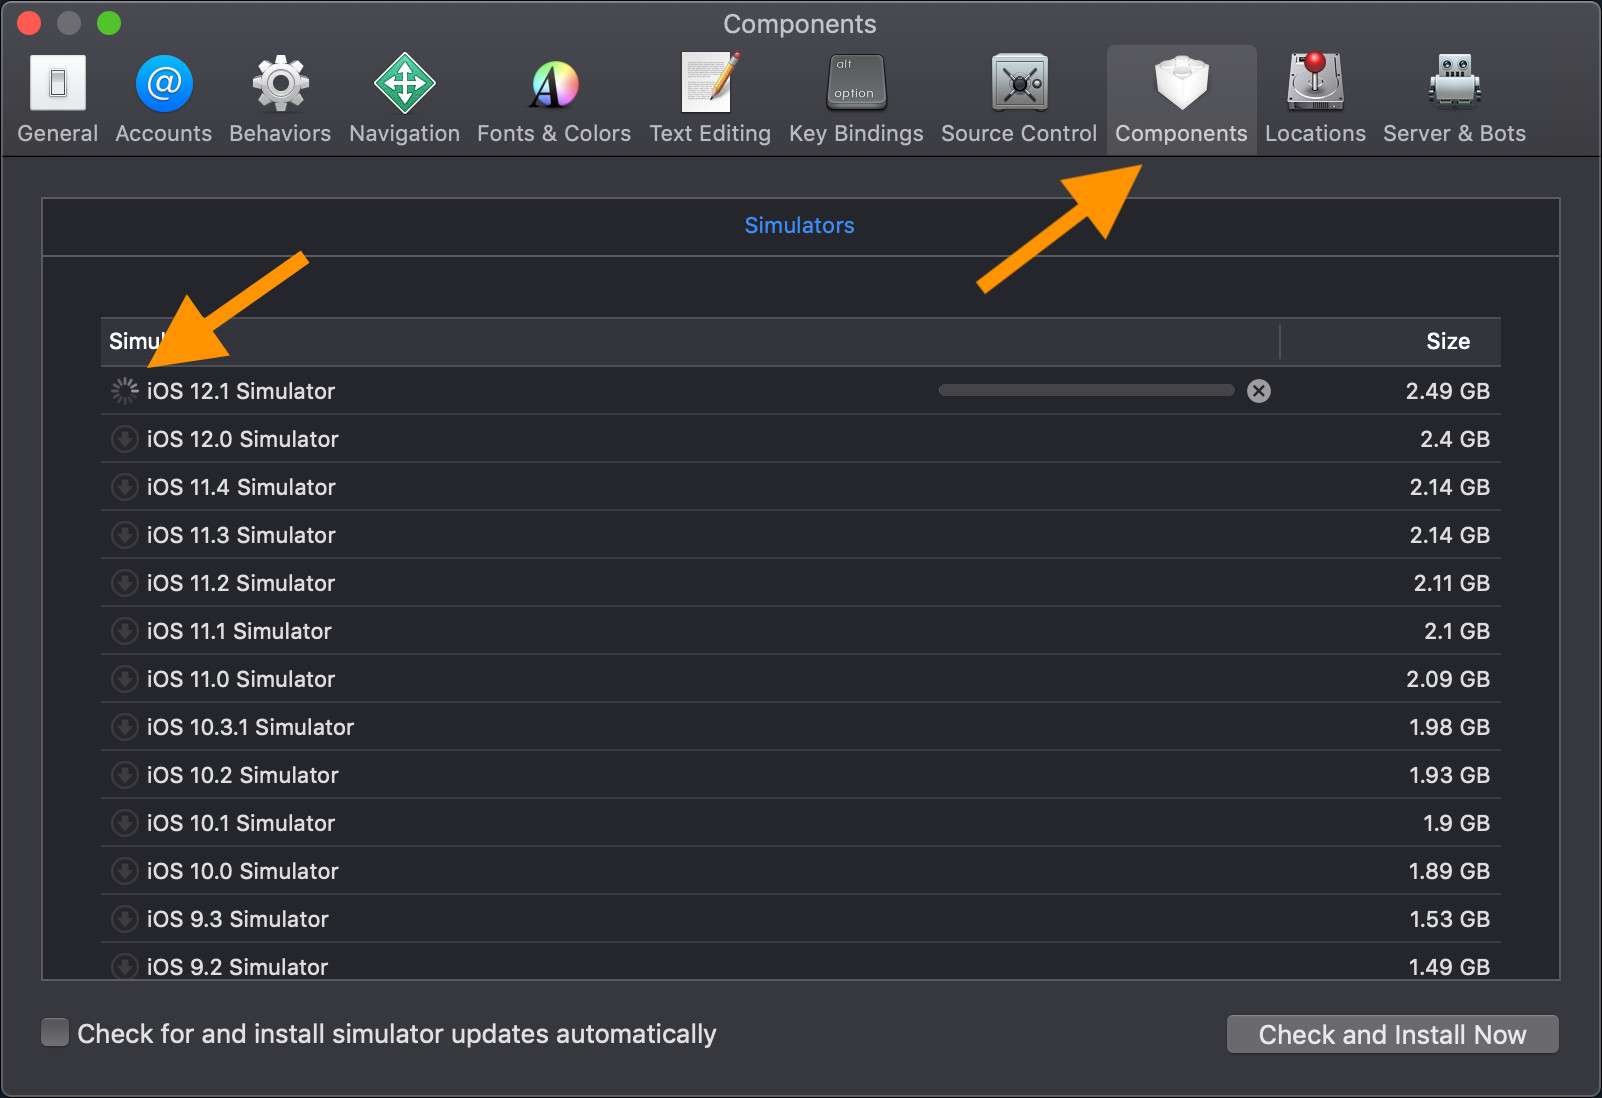 Components
General Accounts Behaviors Navigation Fonts & Colors Text Editing Key Bindings Source Control Components Locations Server & Bots
@
A
alt
option
Simulators
Size
iOS 12.1 Simulator 2.49 GB
iOS 12.0 Simulator 2.4 GB
iOS 11.4 Simulator 2.14 GB
iOS 11.3 Simulator 2.14 GB
iOS 11.2 Simulator 2.11 GB
iOS 11.1 Simulator 2.1 GB
iOS 11.0 Simulator 2.09 GB
iOS 10.3.1 Simulator 1.98 GB
iOS 10.2 Simulator 1.93 GB
iOS 10.1 Simulator 1.9 GB
iOS 10.0 Simulator 1.89 GB
iOS 9.3 Simulator 1.53 GB
iOS 9.2 Simulator 1.49 GB
Check for and install simulator updates automatically
Check and Install Now